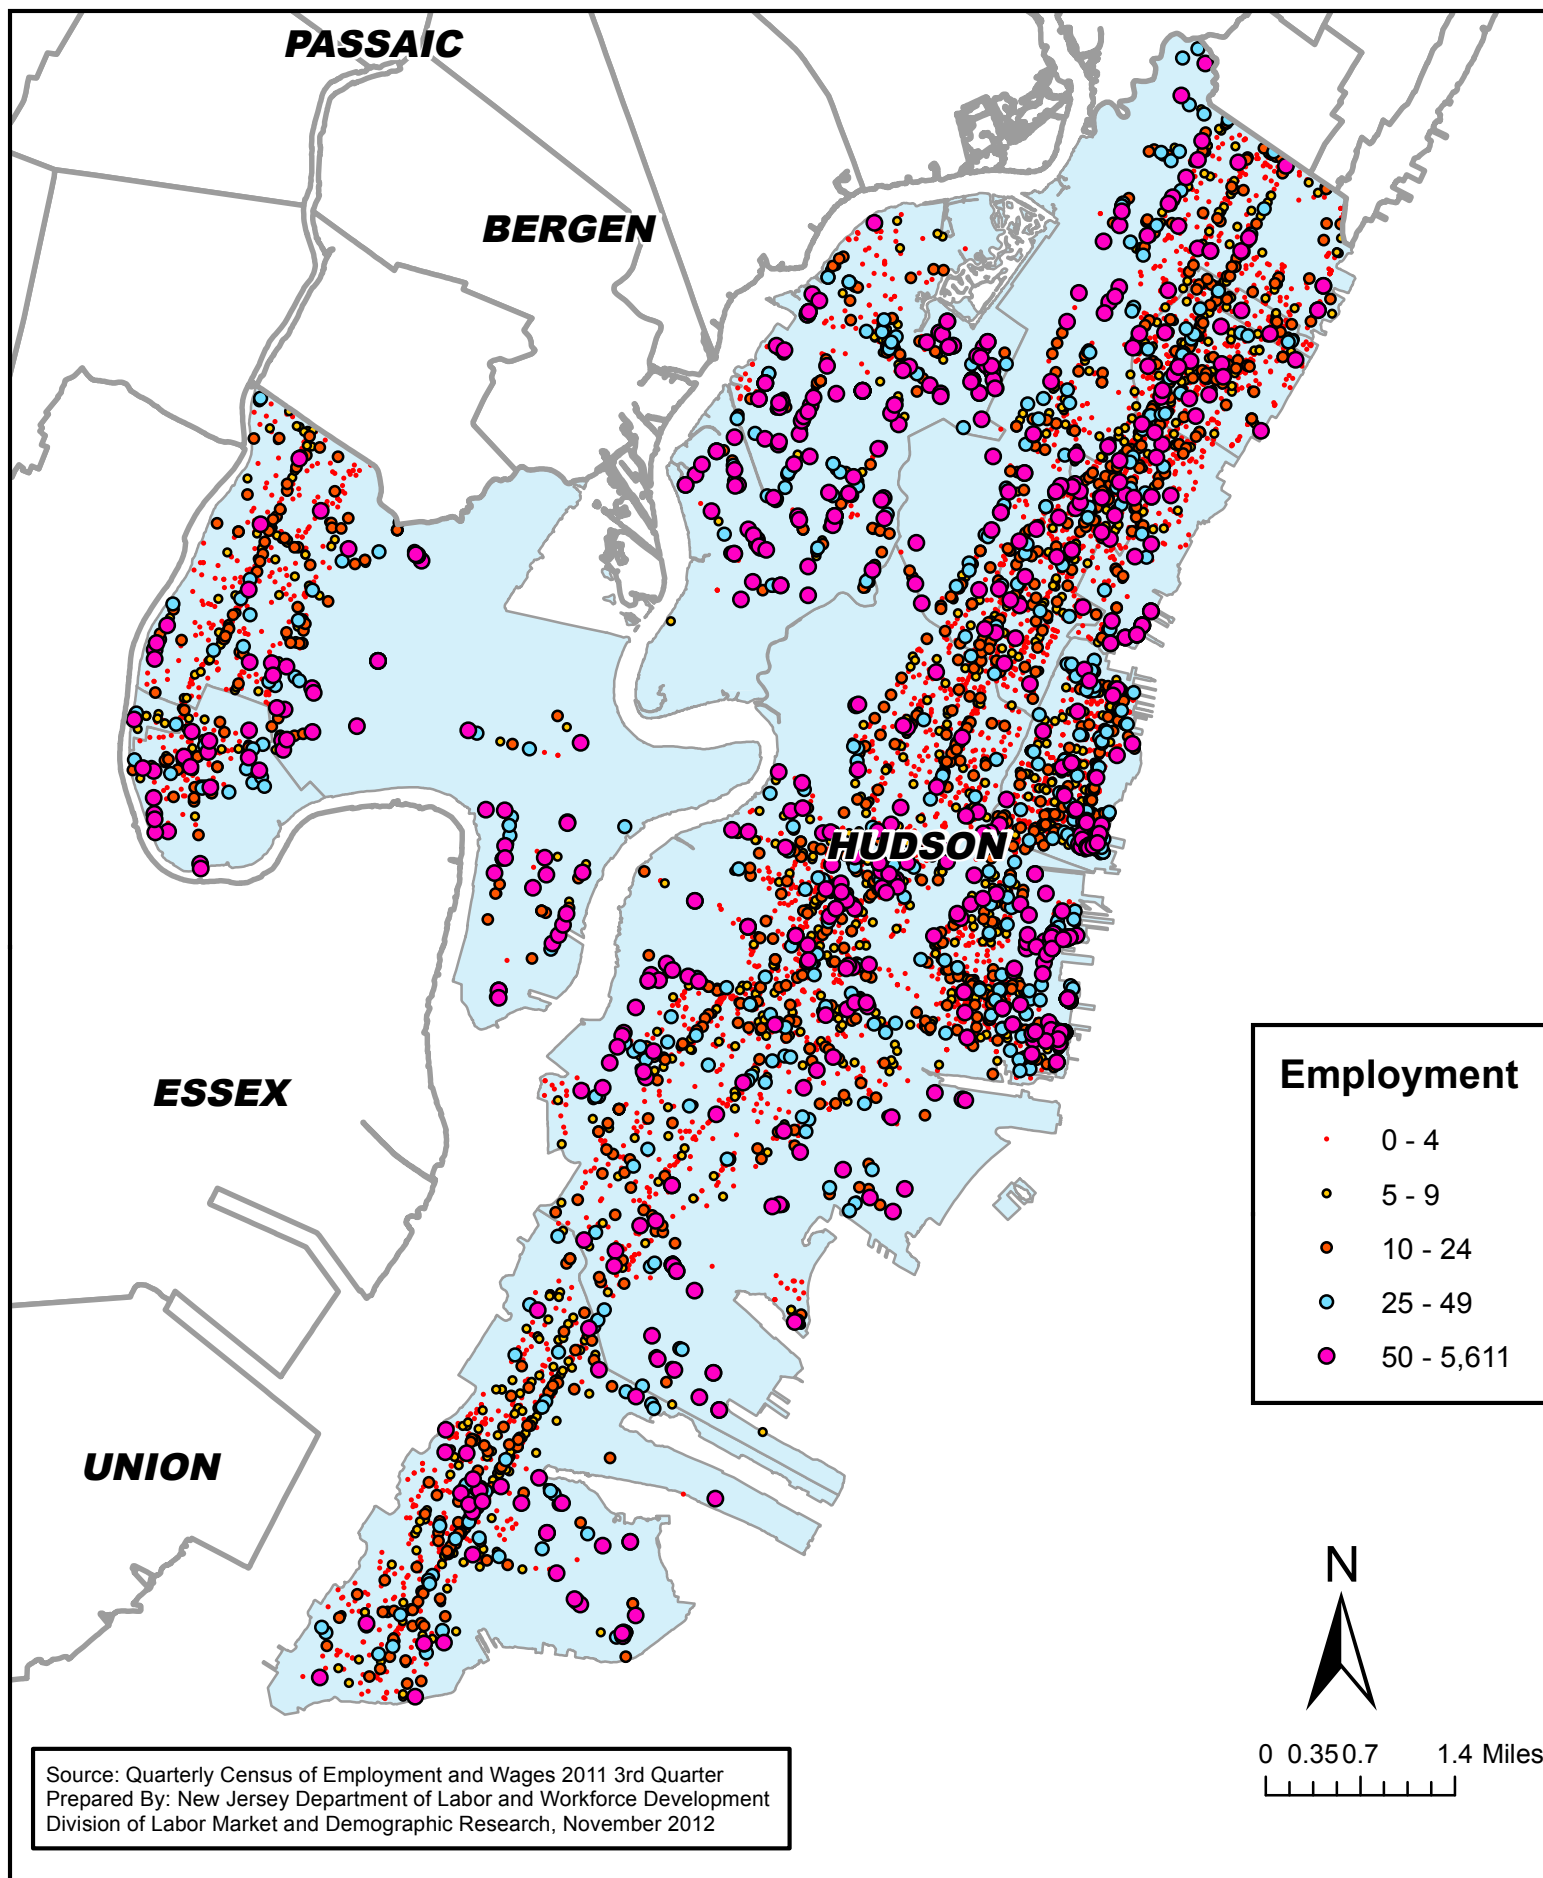 PASSAIC
BERGEN
HUDSON
ESSEX
UNION
Employment
0 - 4
5 - 9
10 - 24
25 - 49
50 - 5,611
N
0 0.35 0.7 1.4 Miles
Source: Quarterly Census of Employment and Wages 2011 3rd Quarter
Prepared By: New Jersey Department of Labor and Workforce Development
Division of Labor Market and Demographic Research, November 2012